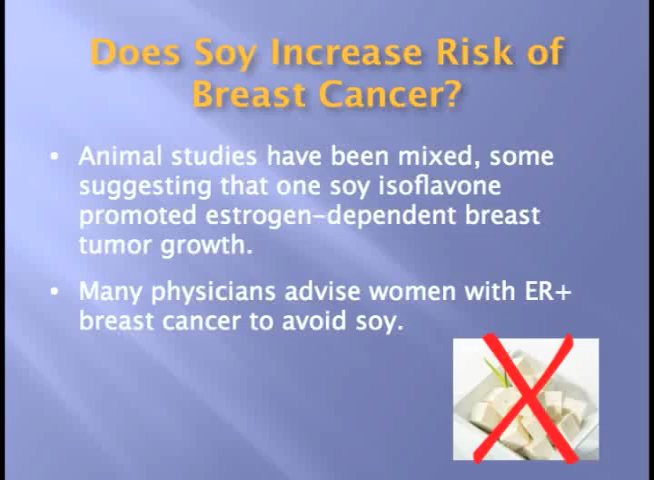 Does Soy Increase Risk of
Breast Cancer?
• Animal studies have been mixed, some
suggesting that one soy isoflavone
promoted estrogen-dependent breast
tumor growth.
• Many physicians advise women with ER+
breast cancer to avoid soy.